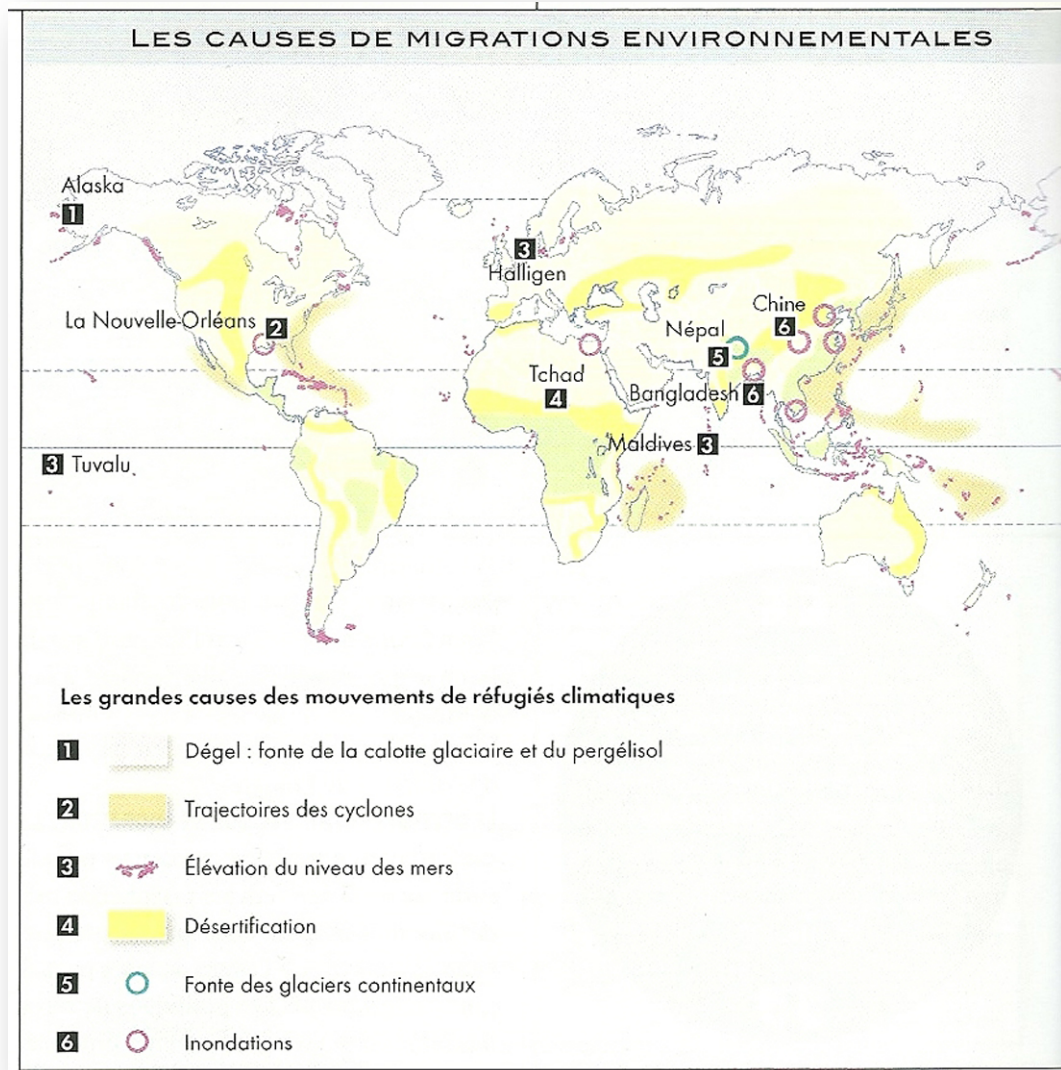 LES CAUSES DE MIGRATIONS ENVIRONNEMENTALES
Alaska
1
3
Halligen
La Nouvelle-Orléans 2
Chine
6
Népal
5
Tchad
4
Bangladesh 6
Maldives 3
3 Tuvalu
Les grandes causes des mouvements de réfugiés climatiques
1 Dégel : fonte de la calotte glaciaire et du pergélisol
2 Trajectoires des cyclones
3 Élévation du niveau des mers
4 Désertification
5 Fonte des glaciers continentaux
6 Inondations